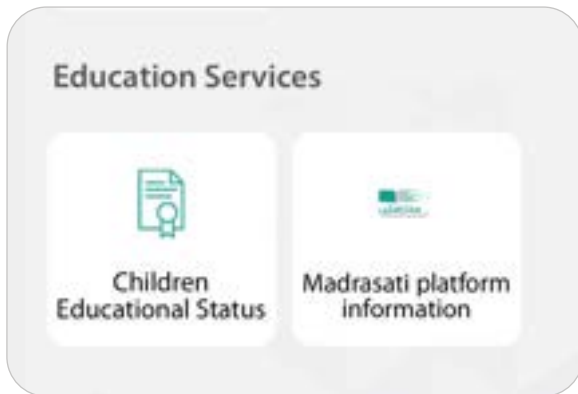 Education Services
Children
Educational Status
Madrasati platform
information